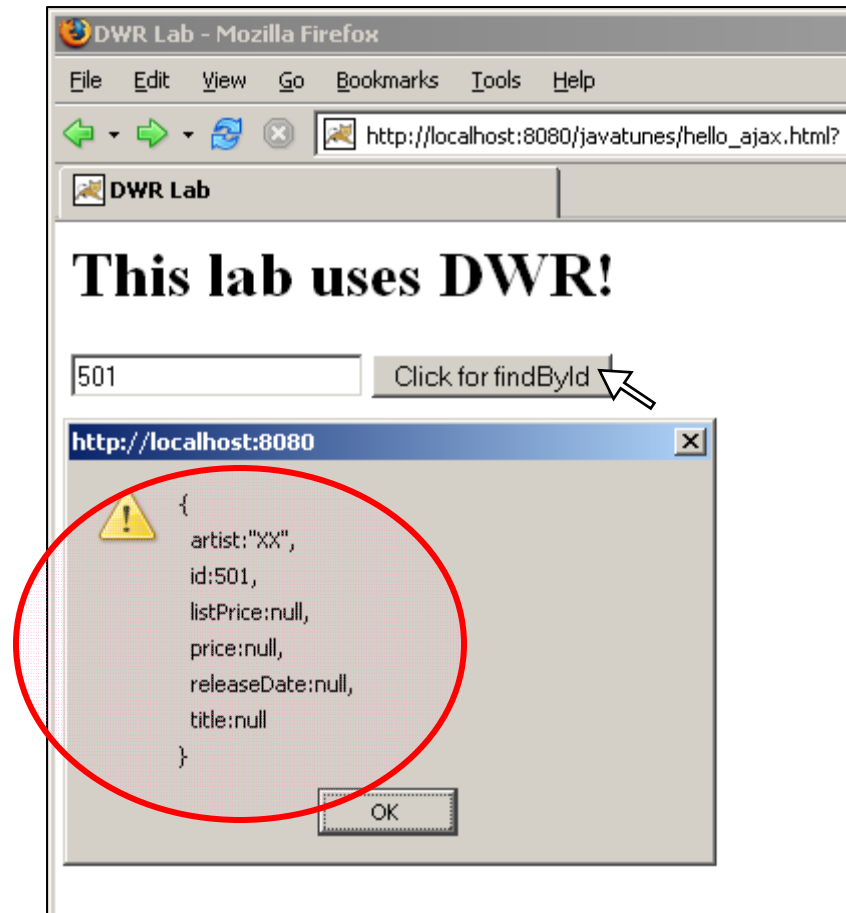 DWR Lab - Mozilla Firefox
File Edit View Go Bookmarks Tools Help
http://localhost:8080/javatunes/hello_ajax.html?
DWR Lab
This lab uses DWR!
501 Click for findById
http://localhost:8080
{
artist:"XX",
id:501,
listPrice:null,
price:null,
releaseDate:null,
title:null
}
OK